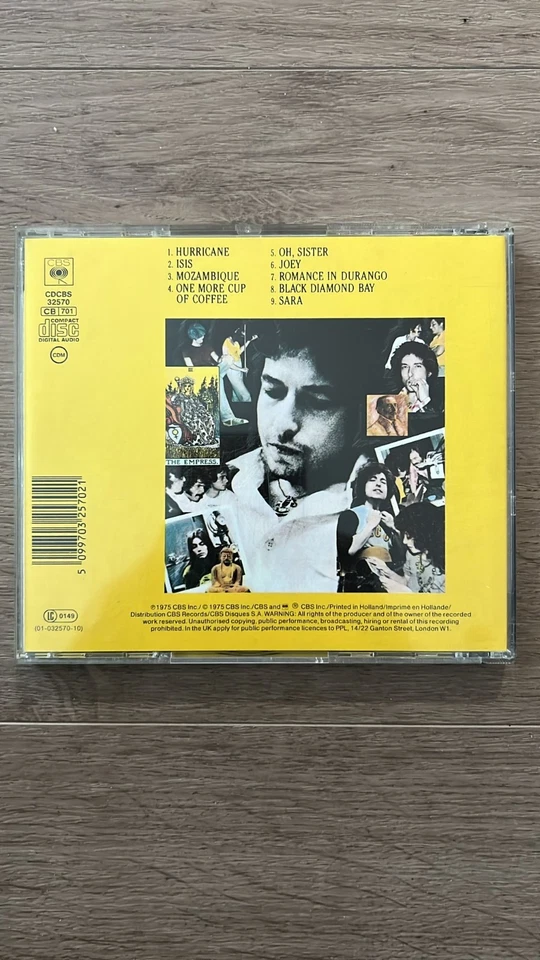 CBS
CDCBS
32570
CB 701
COMPACT
disc
DIGITAL AUDIO
CDM
1. HURRICANE
2. ISIS
3. MOZAMBIQUE
4. ONE MORE CUP
OF COFFEE
5. OH, SISTER
6. JOEY
7. ROMANCE IN DURANGO
8. BLACK DIAMOND BAY
9. SARA
THE EMPRESS.
5 099703 257021
LC 0149
(01-032570-10)
℗ 1975 CBS Inc./ © 1975 CBS Inc./CBS and ® CBS Inc./Printed in Holland/Imprimé en Hollande/
Distribution CBS Records/CBS Disques S.A. WARNING: All rights of the producer and of the owner of the recorded
work reserved. Unauthorised copying, public performance, broadcasting, hiring or rental of this recording
prohibited. In the UK apply for public performance licences to PPL, 14/22 Ganton Street, London W1.